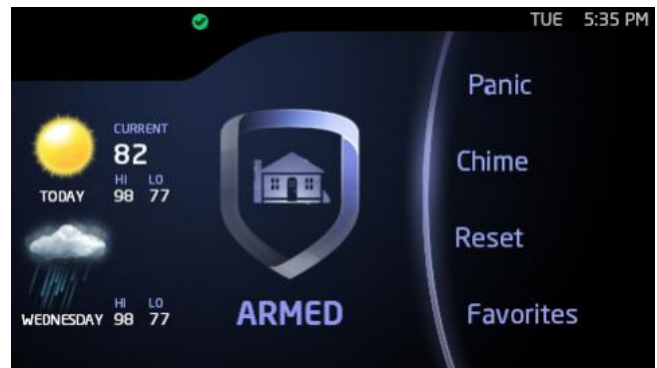 TUE 5:35 PM
CURRENT
82
HI LO
TODAY 98 77
HI LO
WEDNESDAY 98 77
ARMED
Panic
Chime
Reset
Favorites